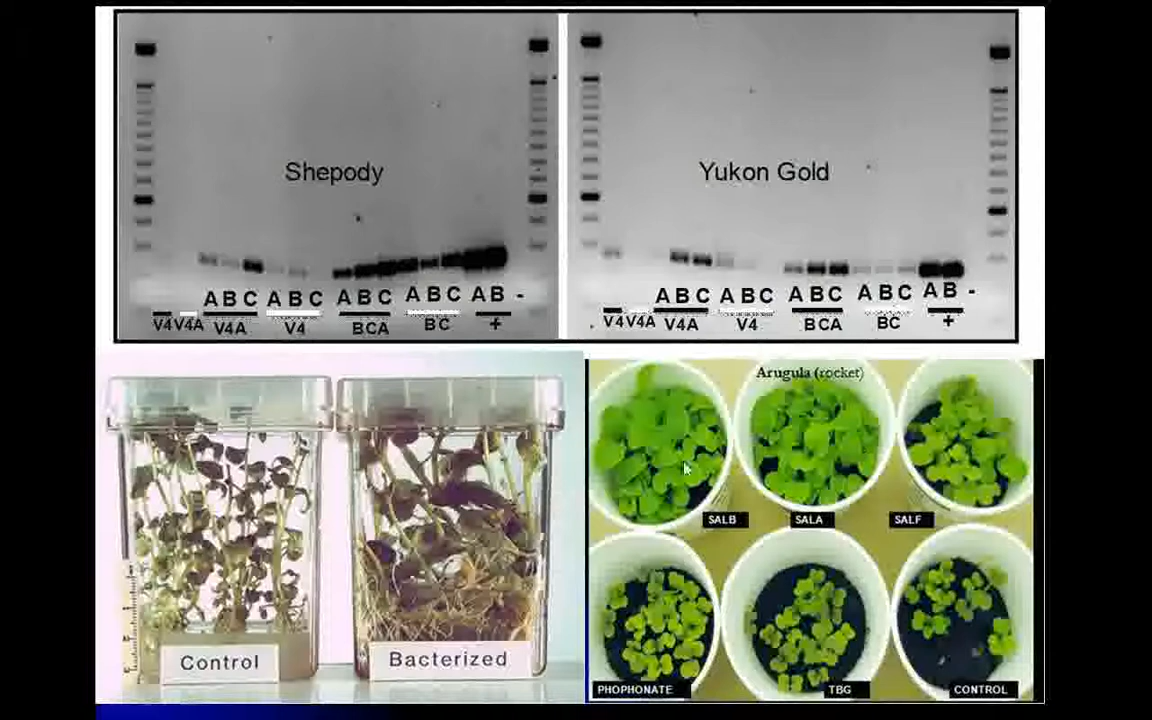 Shepody
A B C A B C A B C A B C A B -
V4 V4A V4A V4 BCA BC +
Yukon Gold
A B C A B C A B C A B C A B -
V4 V4A V4A V4 BCA BC +
Control
Bacterized
Arugula (rocket)
SALB SALA SALF
PHOPHONATE TBG CONTROL